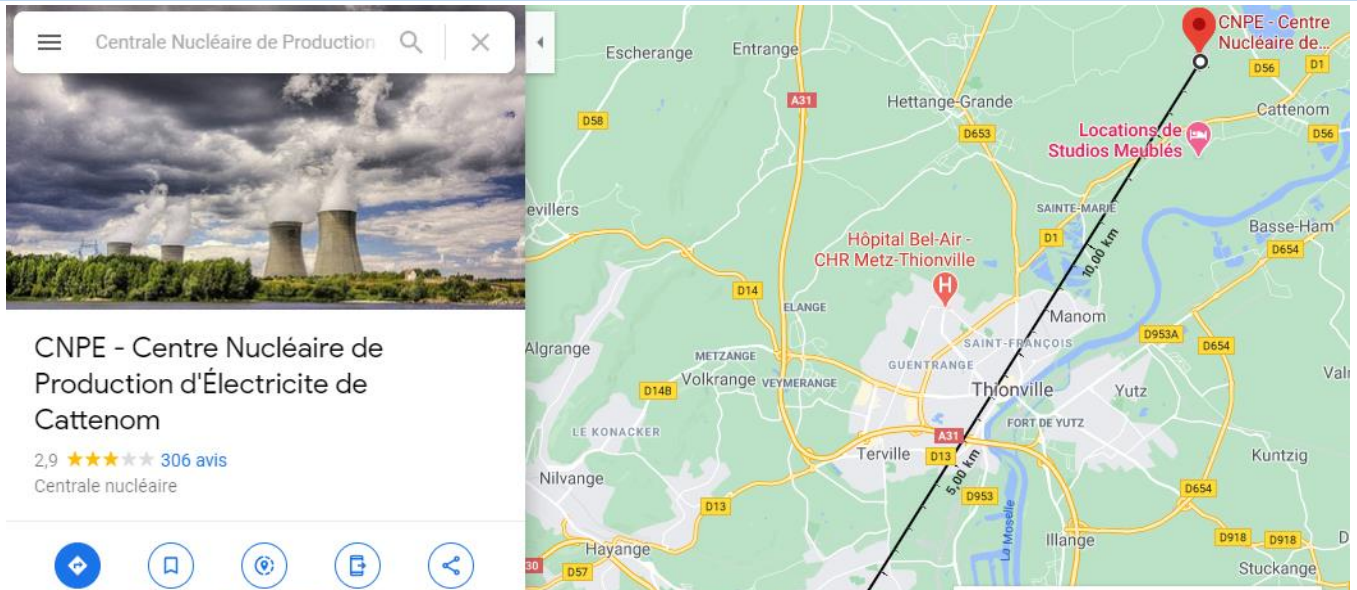 Centrale Nucléaire de Production
CNPE - Centre Nucléaire de
Production d'Électricite de
Cattenom
2,9
306 avis
Centrale nucléaire
CNPE - Centre
Nucléaire de...
Escherange
Entrange
D56
D1
A31
Hettange-Grande
Cattenom
D58
D653
Locations de
Studios Meublés
D56
evillers
SAINTE-MARIE
Basse-Ham
Hôpital Bel-Air -
CHR Metz-Thionville
D1
D654
10,00 km
D14
H
ELANGE
Manom
D953A
D654
Algrange
METZANGE
SAINT-FRANÇOIS
GUENTRANGE
Volkrange
VEYMERANGE
D14B
Thionville
Yutz
Valm
LE KONACKER
FORT DE YUTZ
A31
Terville
D13
5,00 km
Kuntzig
Nilvange
D953
D654
D13
La Moselle
Illange
D918
D918
D
Hayange
30
D57
Stuckange